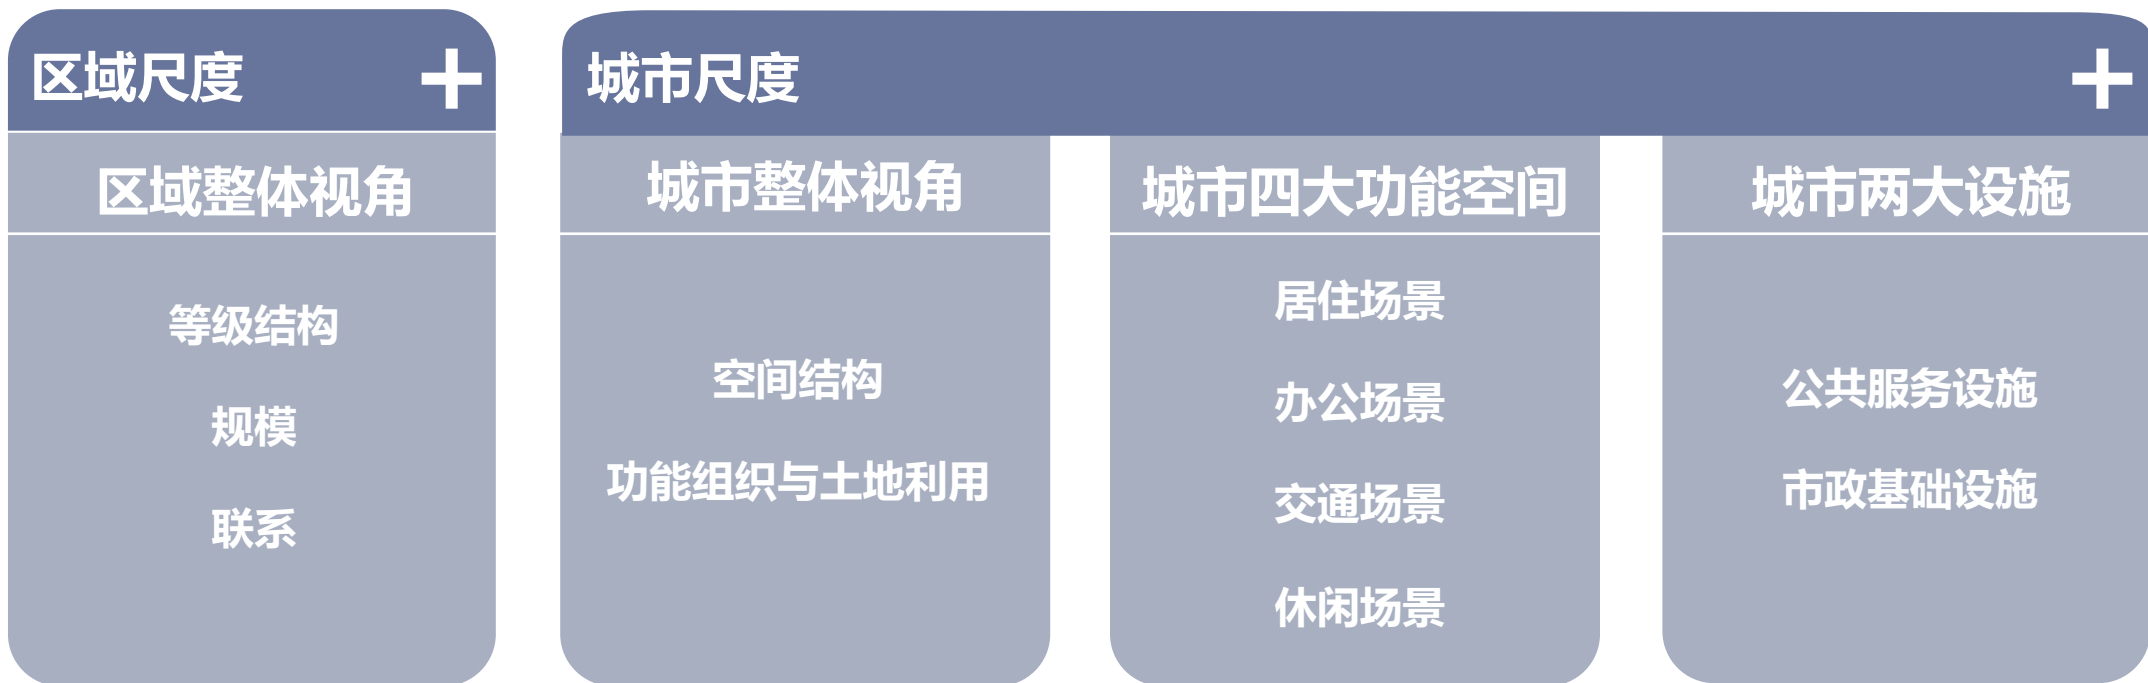 区域尺度 +
区域整体视角
等级结构
规模
联系
城市尺度 +
城市整体视角
空间结构
功能组织与土地利用
城市四大功能空间
居住场景
办公场景
交通场景
休闲场景
城市两大设施
公共服务设施
市政基础设施